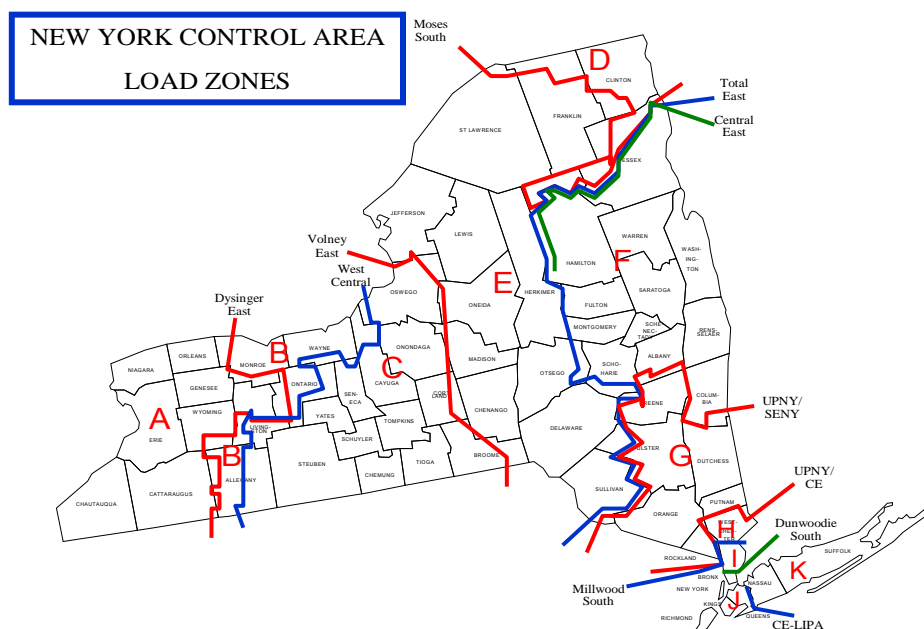 NEW YORK CONTROL AREA
LOAD ZONES
Moses
South
D
CLINTON
Total
East
Central
East
FRANKLIN
ST LAWRENCE
ESSEX
JEFFERSON
LEWIS
WARREN
WASH-
ING-
TON
Volney
East
West
Central
HAMILTON
F
E
OSWEGO
HERKIMER
SARATOGA
Dysinger
East
ONEIDA
FULTON
MONTGOMERY
SCHE-
NEC-
TADY
RENS-
SELAER
WAYNE
ONONDAGA
MADISON
B
ORLEANS
NIAGARA
MONROE
GENESEE
ONTARIO
SEN-
ECA
CAYUGA
C
CORT
LAND
OTSEGO
SCHO-
HARIE
ALBANY
A
ERIE
WYOMING
LIVING-
STON
YATES
TOMPKINS
CHENANGO
GREENE
COLUM-
BIA
UPNY/
SENY
B
ALLEGANY
STEUBEN
SCHUYLER
CHEMUNG
TIOGA
BROOME
DELAWARE
ULSTER
G
DUTCHESS
CHAUTAUQUA
CATTARAUGUS
SULLIVAN
UPNY/
CE
ORANGE
PUTNAM
WEST-
CHES-
TER
H
Dunwoodie
South
ROCKLAND
I
SUFFOLK
K
Millwood
South
BRONX
NEW YORK
NASSAU
J
KINGS
QUEENS
RICHMOND
CE-LIPA